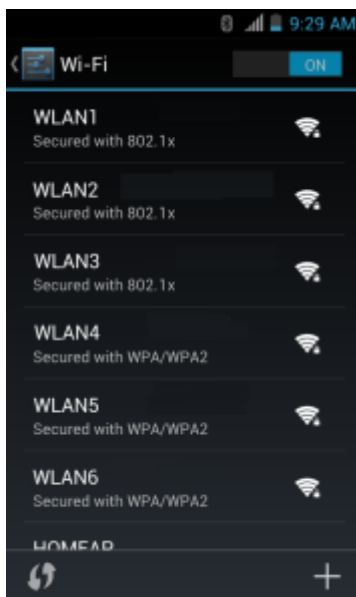 9:29 AM
Wi-Fi
ON
WLAN1
Secured with 802.1x
WLAN2
Secured with 802.1x
WLAN3
Secured with 802.1x
WLAN4
Secured with WPA/WPA2
WLAN5
Secured with WPA/WPA2
WLAN6
Secured with WPA/WPA2